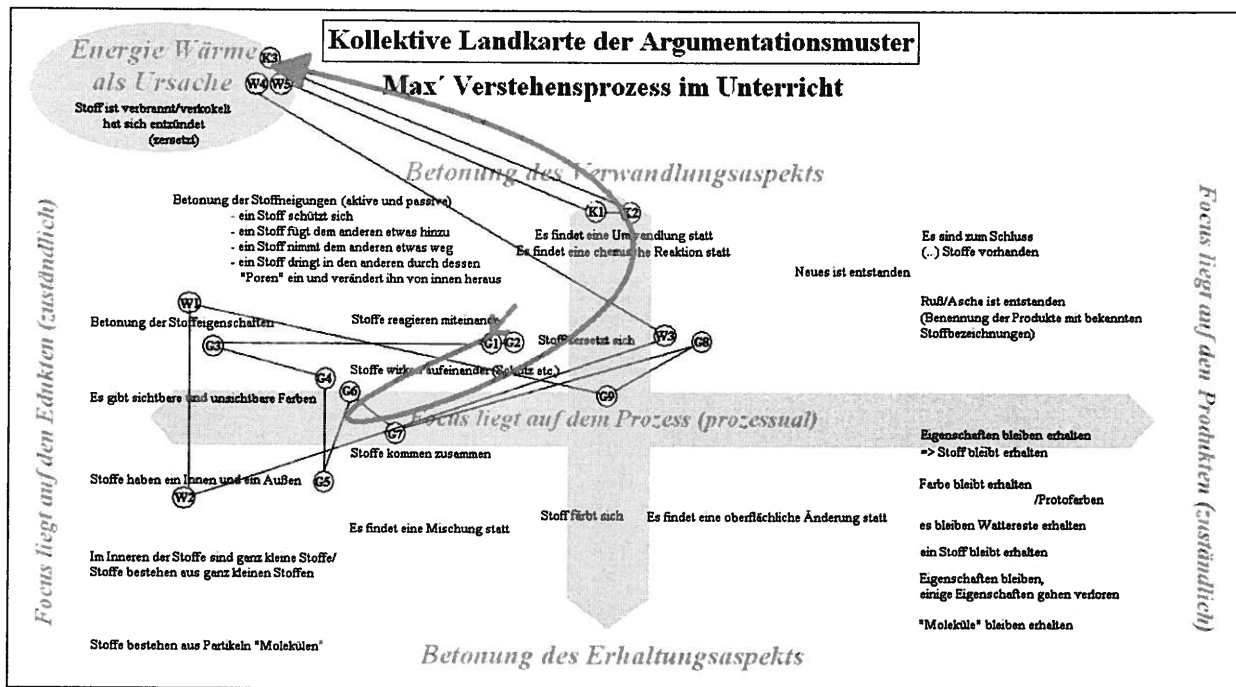 Kollektive Landkarte der Argumentationsmuster
Max´ Verstehensprozess im Unterricht
Energie Wärme
als Ursache
K3
W4 W5
Stoff ist verbrannt/verkokelt
hat sich entzündet
(zersetzt)
Betonung des Verwandlungsaspekts
Focus liegt auf den Edukten (zuständlich)
Focus liegt auf den Produkten (zuständlich)
Betonung der Stoffneigungen (aktive und passive)
- ein Stoff schützt sich
- ein Stoff fügt dem anderen etwas hinzu
- ein Stoff nimmt dem anderen etwas weg
- ein Stoff dringt in den anderen durch dessen
"Poren" ein und verändert ihn von innen heraus
K1 K2
Es findet eine Umwandlung statt
Es findet eine chemische Reaktion statt
Neues ist entstanden
Es sind zum Schluss
(...) Stoffe vorhanden
Ruß/Asche ist entstanden
(Benennung der Produkte mit bekannten
Stoffbezeichnungen)
W1
Betonung der Stoffeigenschaften
Stoffe reagieren miteinander
G3
G1 G2
Stoff zersetzt sich
W3
G8
G4
Stoffe wirken aufeinander (Schutz etc.)
G6
G9
Es gibt sichtbare und unsichtbare Farben
Focus liegt auf dem Prozess (prozessual)
G7
Stoffe kommen zusammen
Eigenschaften bleiben erhalten
=> Stoff bleibt erhalten
Stoffe haben ein Innen und ein Außen
G5
W2
Farbe bleibt erhalten
/Protofarben
Es findet eine Mischung statt
Stoff färbt sich
Es findet eine oberflächliche Änderung statt
es bleiben Wattereste erhalten
Im Inneren der Stoffe sind ganz kleine Stoffe/
Stoffe bestehen aus ganz kleinen Stoffen
ein Stoff bleibt erhalten
Eigenschaften bleiben,
einige Eigenschaften gehen verloren
"Moleküle" bleiben erhalten
Stoffe bestehen aus Partikeln "Molekülen"
Betonung des Erhaltungsaspekts